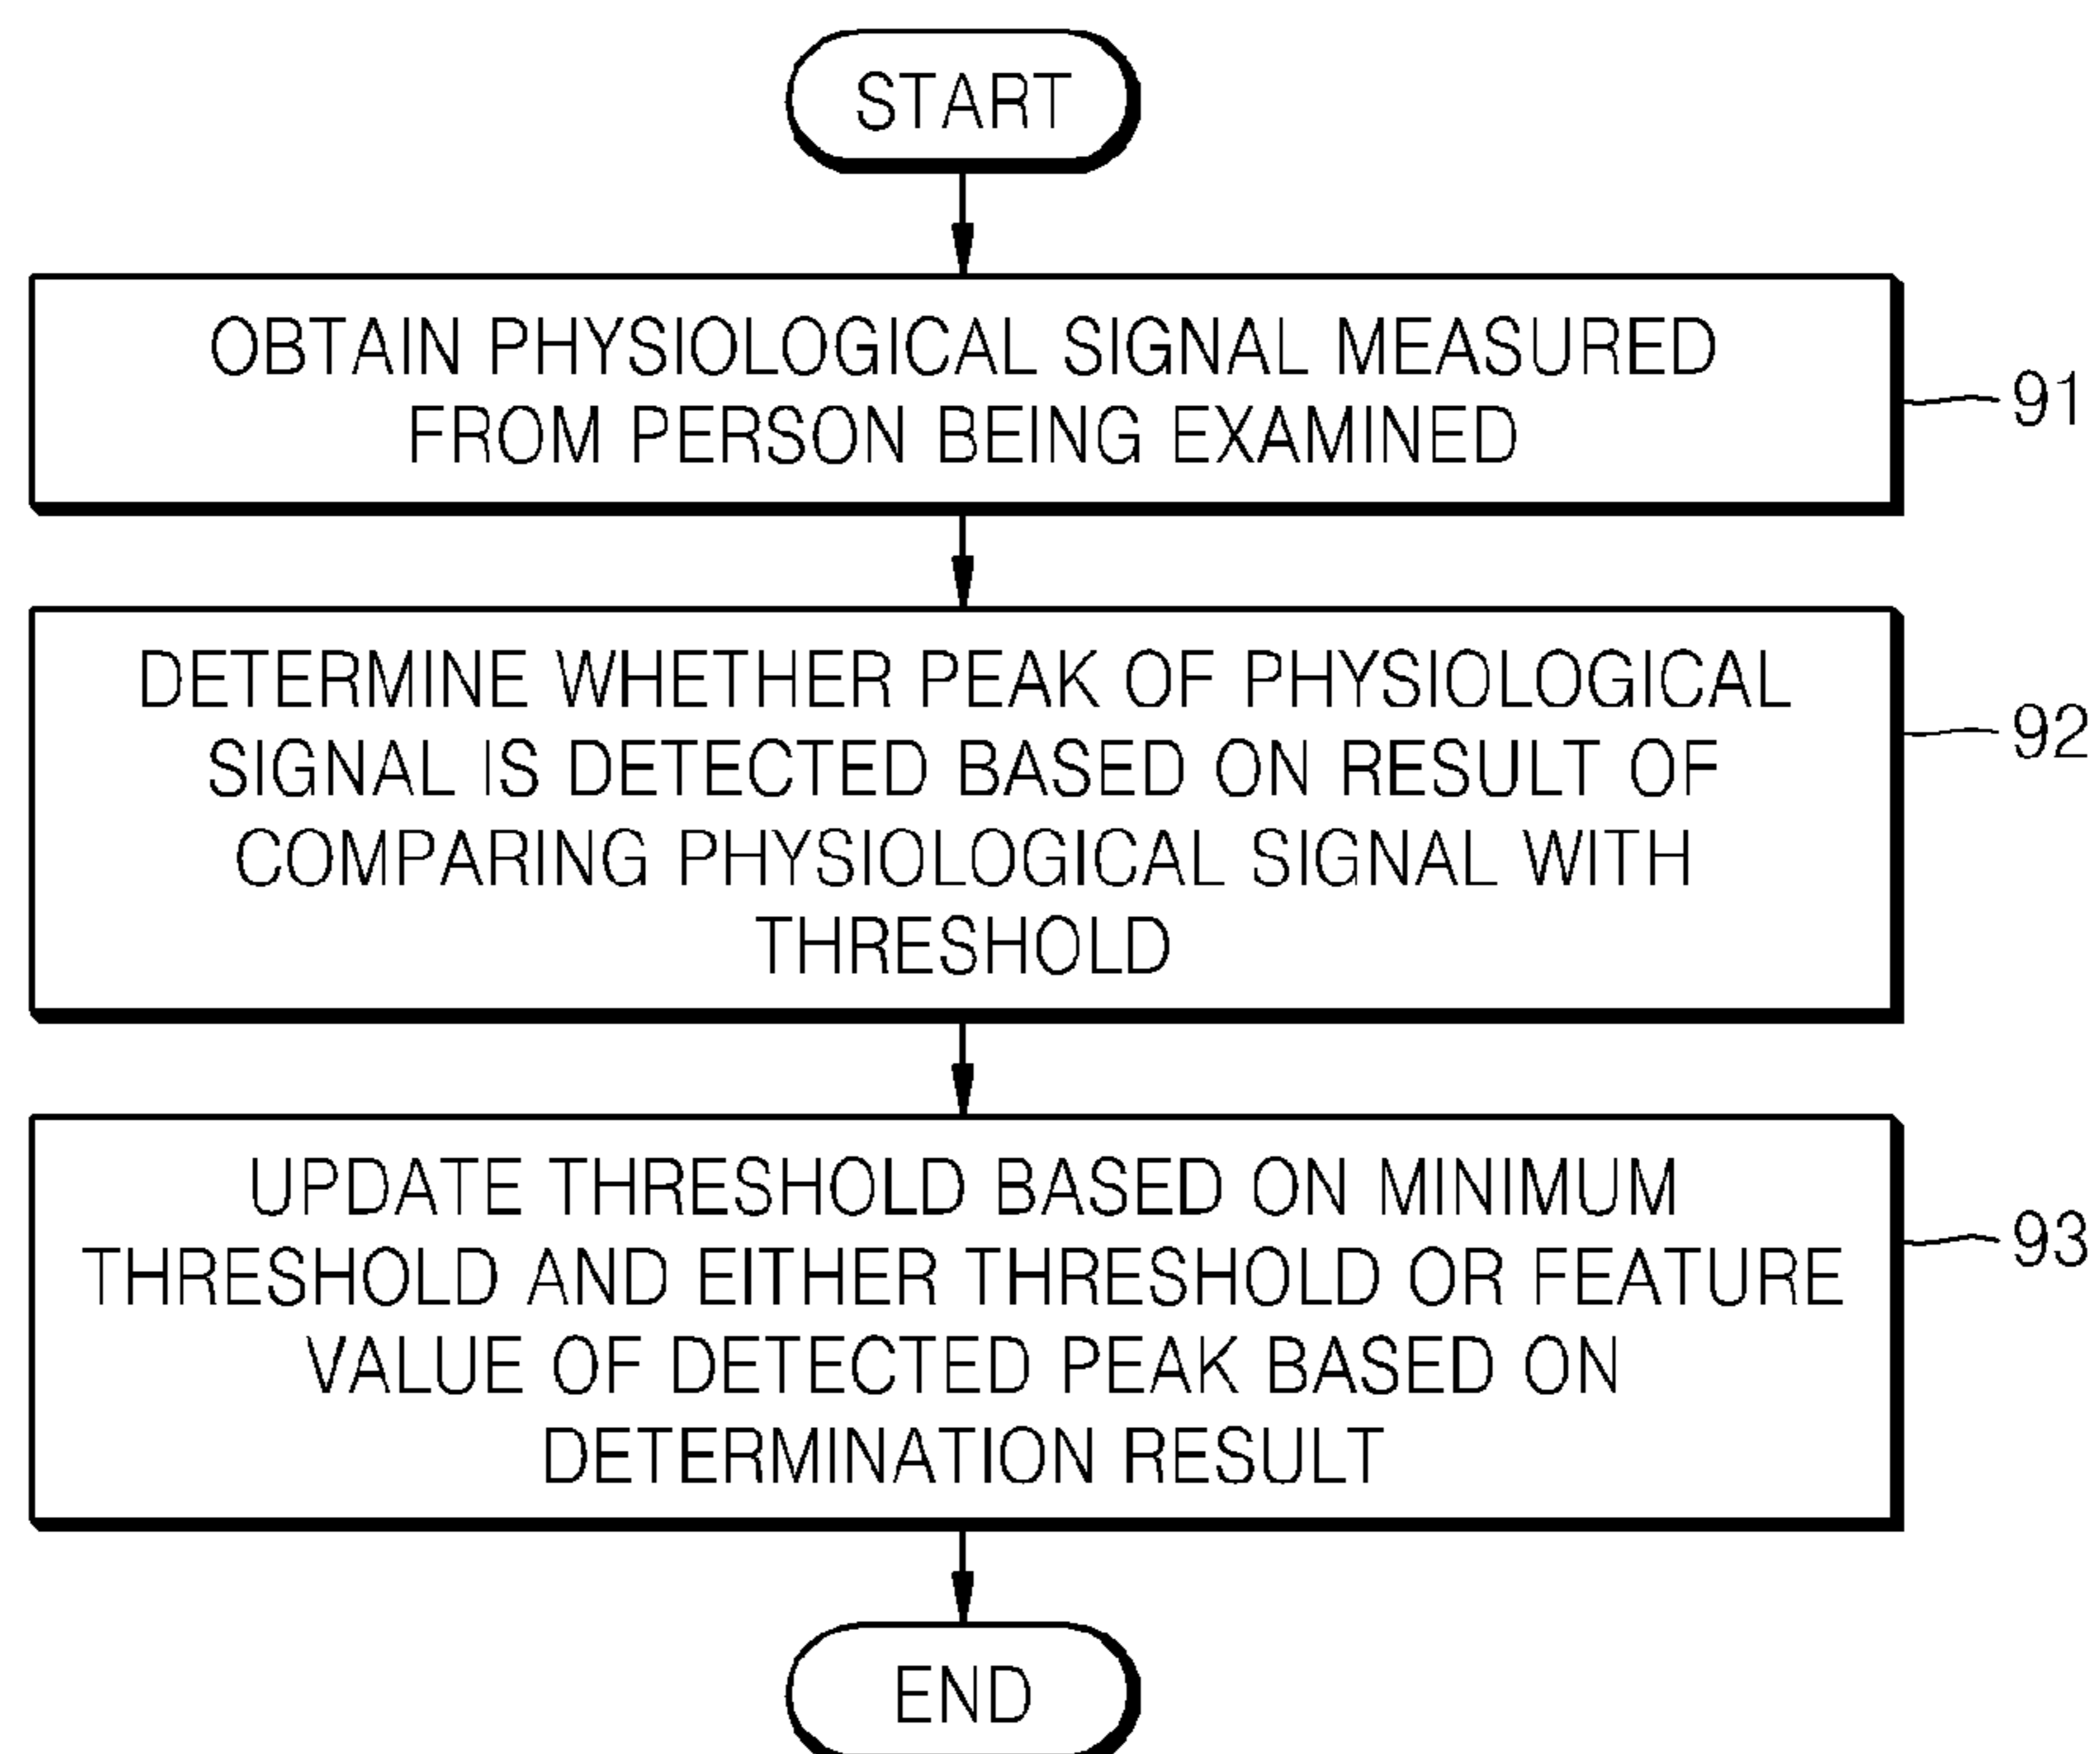 START
OBTAIN PHYSIOLOGICAL SIGNAL MEASURED
FROM PERSON BEING EXAMINED
91
DETERMINE WHETHER PEAK OF PHYSIOLOGICAL
SIGNAL IS DETECTED BASED ON RESULT OF
COMPARING PHYSIOLOGICAL SIGNAL WITH
THRESHOLD
92
UPDATE THRESHOLD BASED ON MINIMUM
THRESHOLD AND EITHER THRESHOLD OR FEATURE
VALUE OF DETECTED PEAK BASED ON
DETERMINATION RESULT
93
END